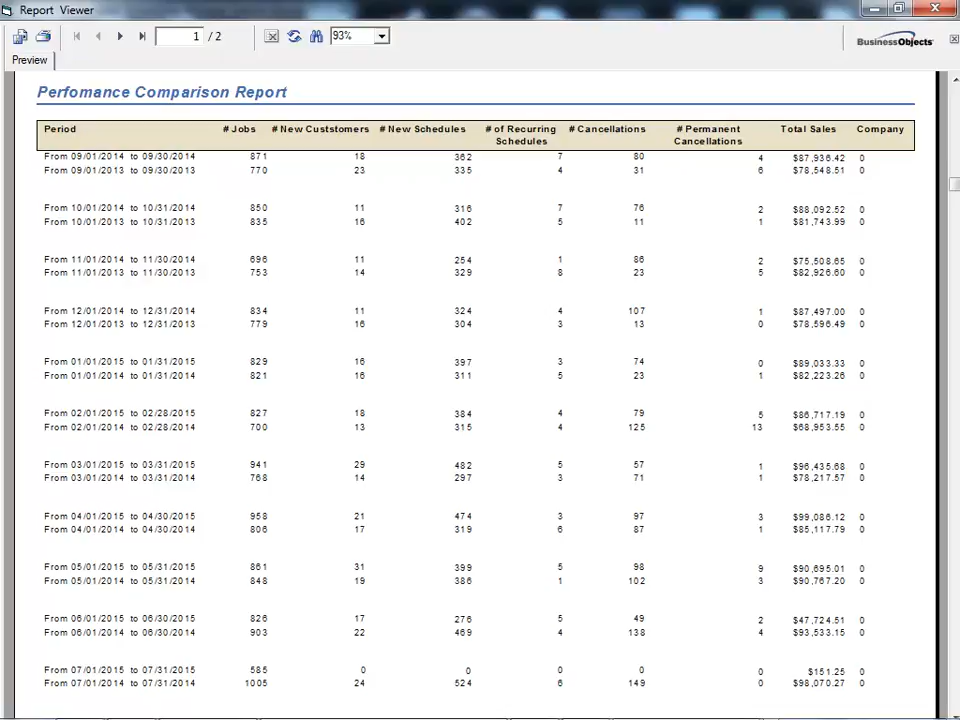 Report Viewer
1 / 2
93%
BusinessObjects
Preview
Perfomance Comparison Report
Period # Jobs # New Custstomers # New Schedules # of Recurring Schedules # Cancellations # Permanent Cancellations Total Sales Company
From 09/01/2014 to 09/30/2014 871 18 362 7 80 4 $87,936.42 0
From 09/01/2013 to 09/30/2013 770 23 335 4 31 6 $78,548.51 0
From 10/01/2014 to 10/31/2014 850 11 316 7 76 2 $88,092.52 0
From 10/01/2013 to 10/31/2013 835 16 402 5 11 1 $81,743.99 0
From 11/01/2014 to 11/30/2014 696 11 254 1 86 2 $75,508.65 0
From 11/01/2013 to 11/30/2013 753 14 329 8 23 5 $82,926.60 0
From 12/01/2014 to 12/31/2014 834 11 324 4 107 1 $87,497.00 0
From 12/01/2013 to 12/31/2013 779 16 304 3 13 0 $78,596.49 0
From 01/01/2015 to 01/31/2015 829 16 397 3 74 0 $89,033.33 0
From 01/01/2014 to 01/31/2014 821 16 311 5 23 1 $82,223.26 0
From 02/01/2015 to 02/28/2015 827 18 384 4 79 5 $86,717.19 0
From 02/01/2014 to 02/28/2014 700 13 315 4 125 13 $68,953.55 0
From 03/01/2015 to 03/31/2015 941 29 482 5 57 1 $96,435.68 0
From 03/01/2014 to 03/31/2014 768 14 297 3 71 1 $78,217.57 0
From 04/01/2015 to 04/30/2015 958 21 474 3 97 3 $99,086.12 0
From 04/01/2014 to 04/30/2014 806 17 319 6 87 1 $85,117.79 0
From 05/01/2015 to 05/31/2015 861 31 399 5 98 9 $90,695.01 0
From 05/01/2014 to 05/31/2014 848 19 386 1 102 3 $90,767.20 0
From 06/01/2015 to 06/30/2015 826 17 276 5 49 2 $47,724.51 0
From 06/01/2014 to 06/30/2014 903 22 469 4 138 4 $93,533.15 0
From 07/01/2015 to 07/31/2015 585 0 0 0 0 0 $151.25 0
From 07/01/2014 to 07/31/2014 1005 24 524 6 149 0 $98,070.27 0